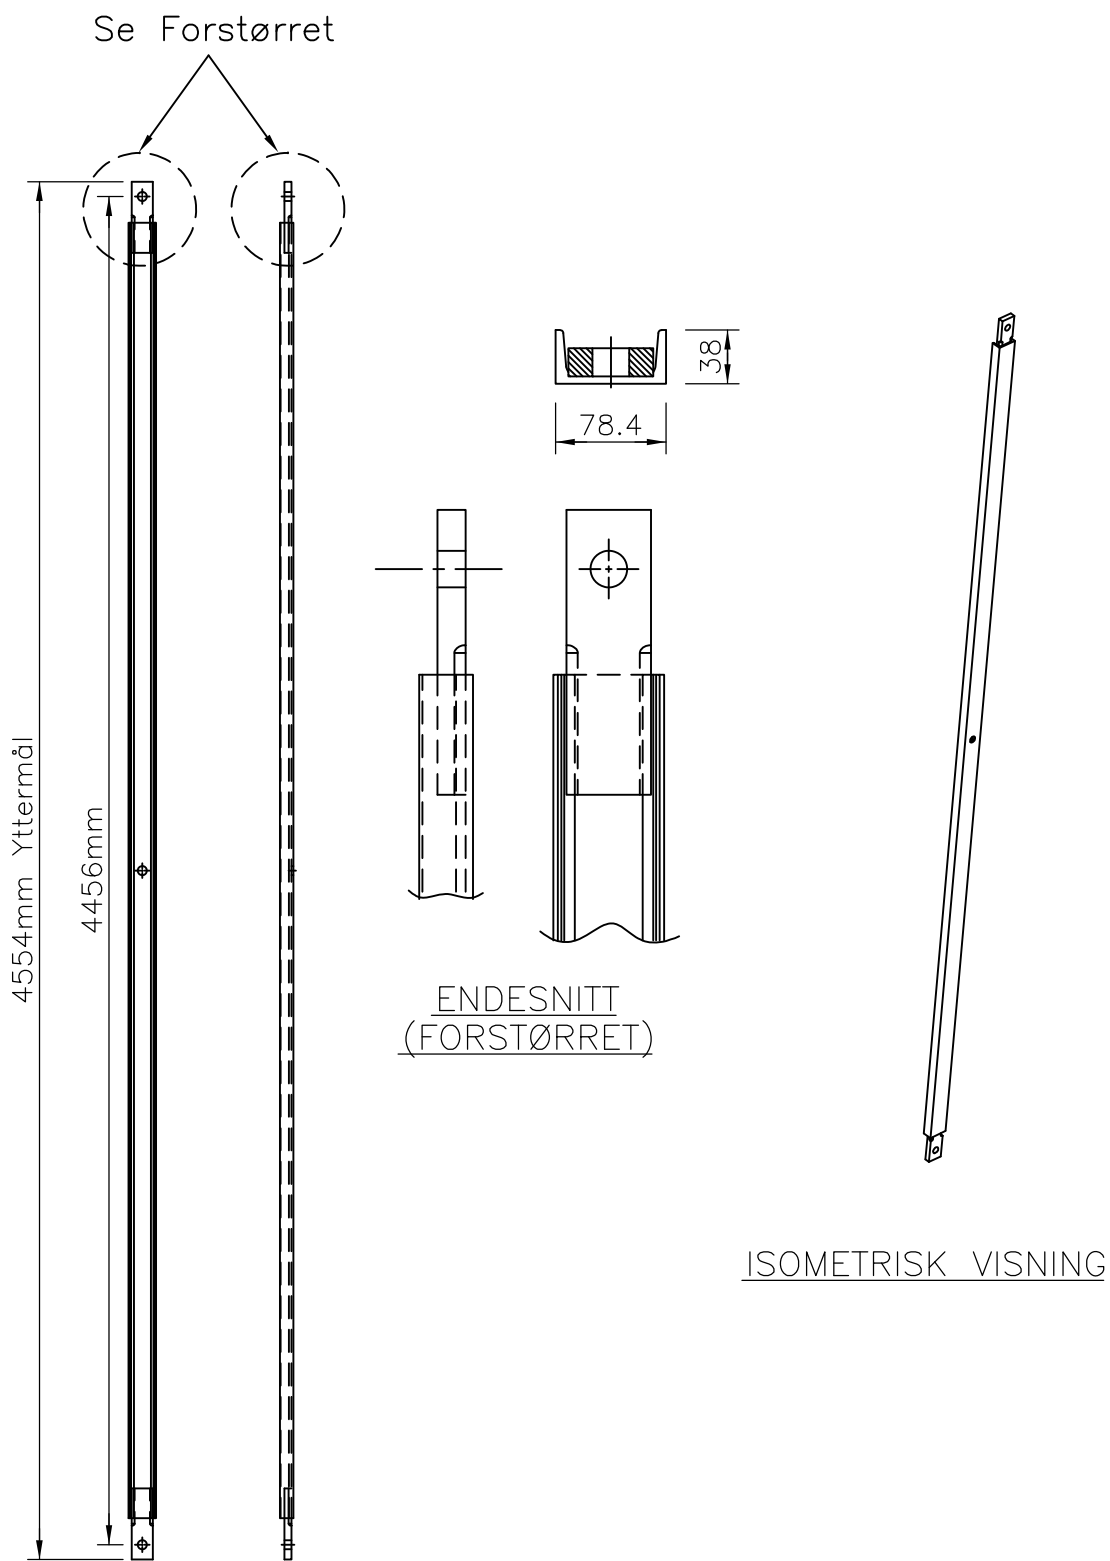 Se Forstørret
4554mm Yttermål
4456mm
38
78.4
ENDESNITT
(FORSTØRRET)
ISOMETRISK VISNING